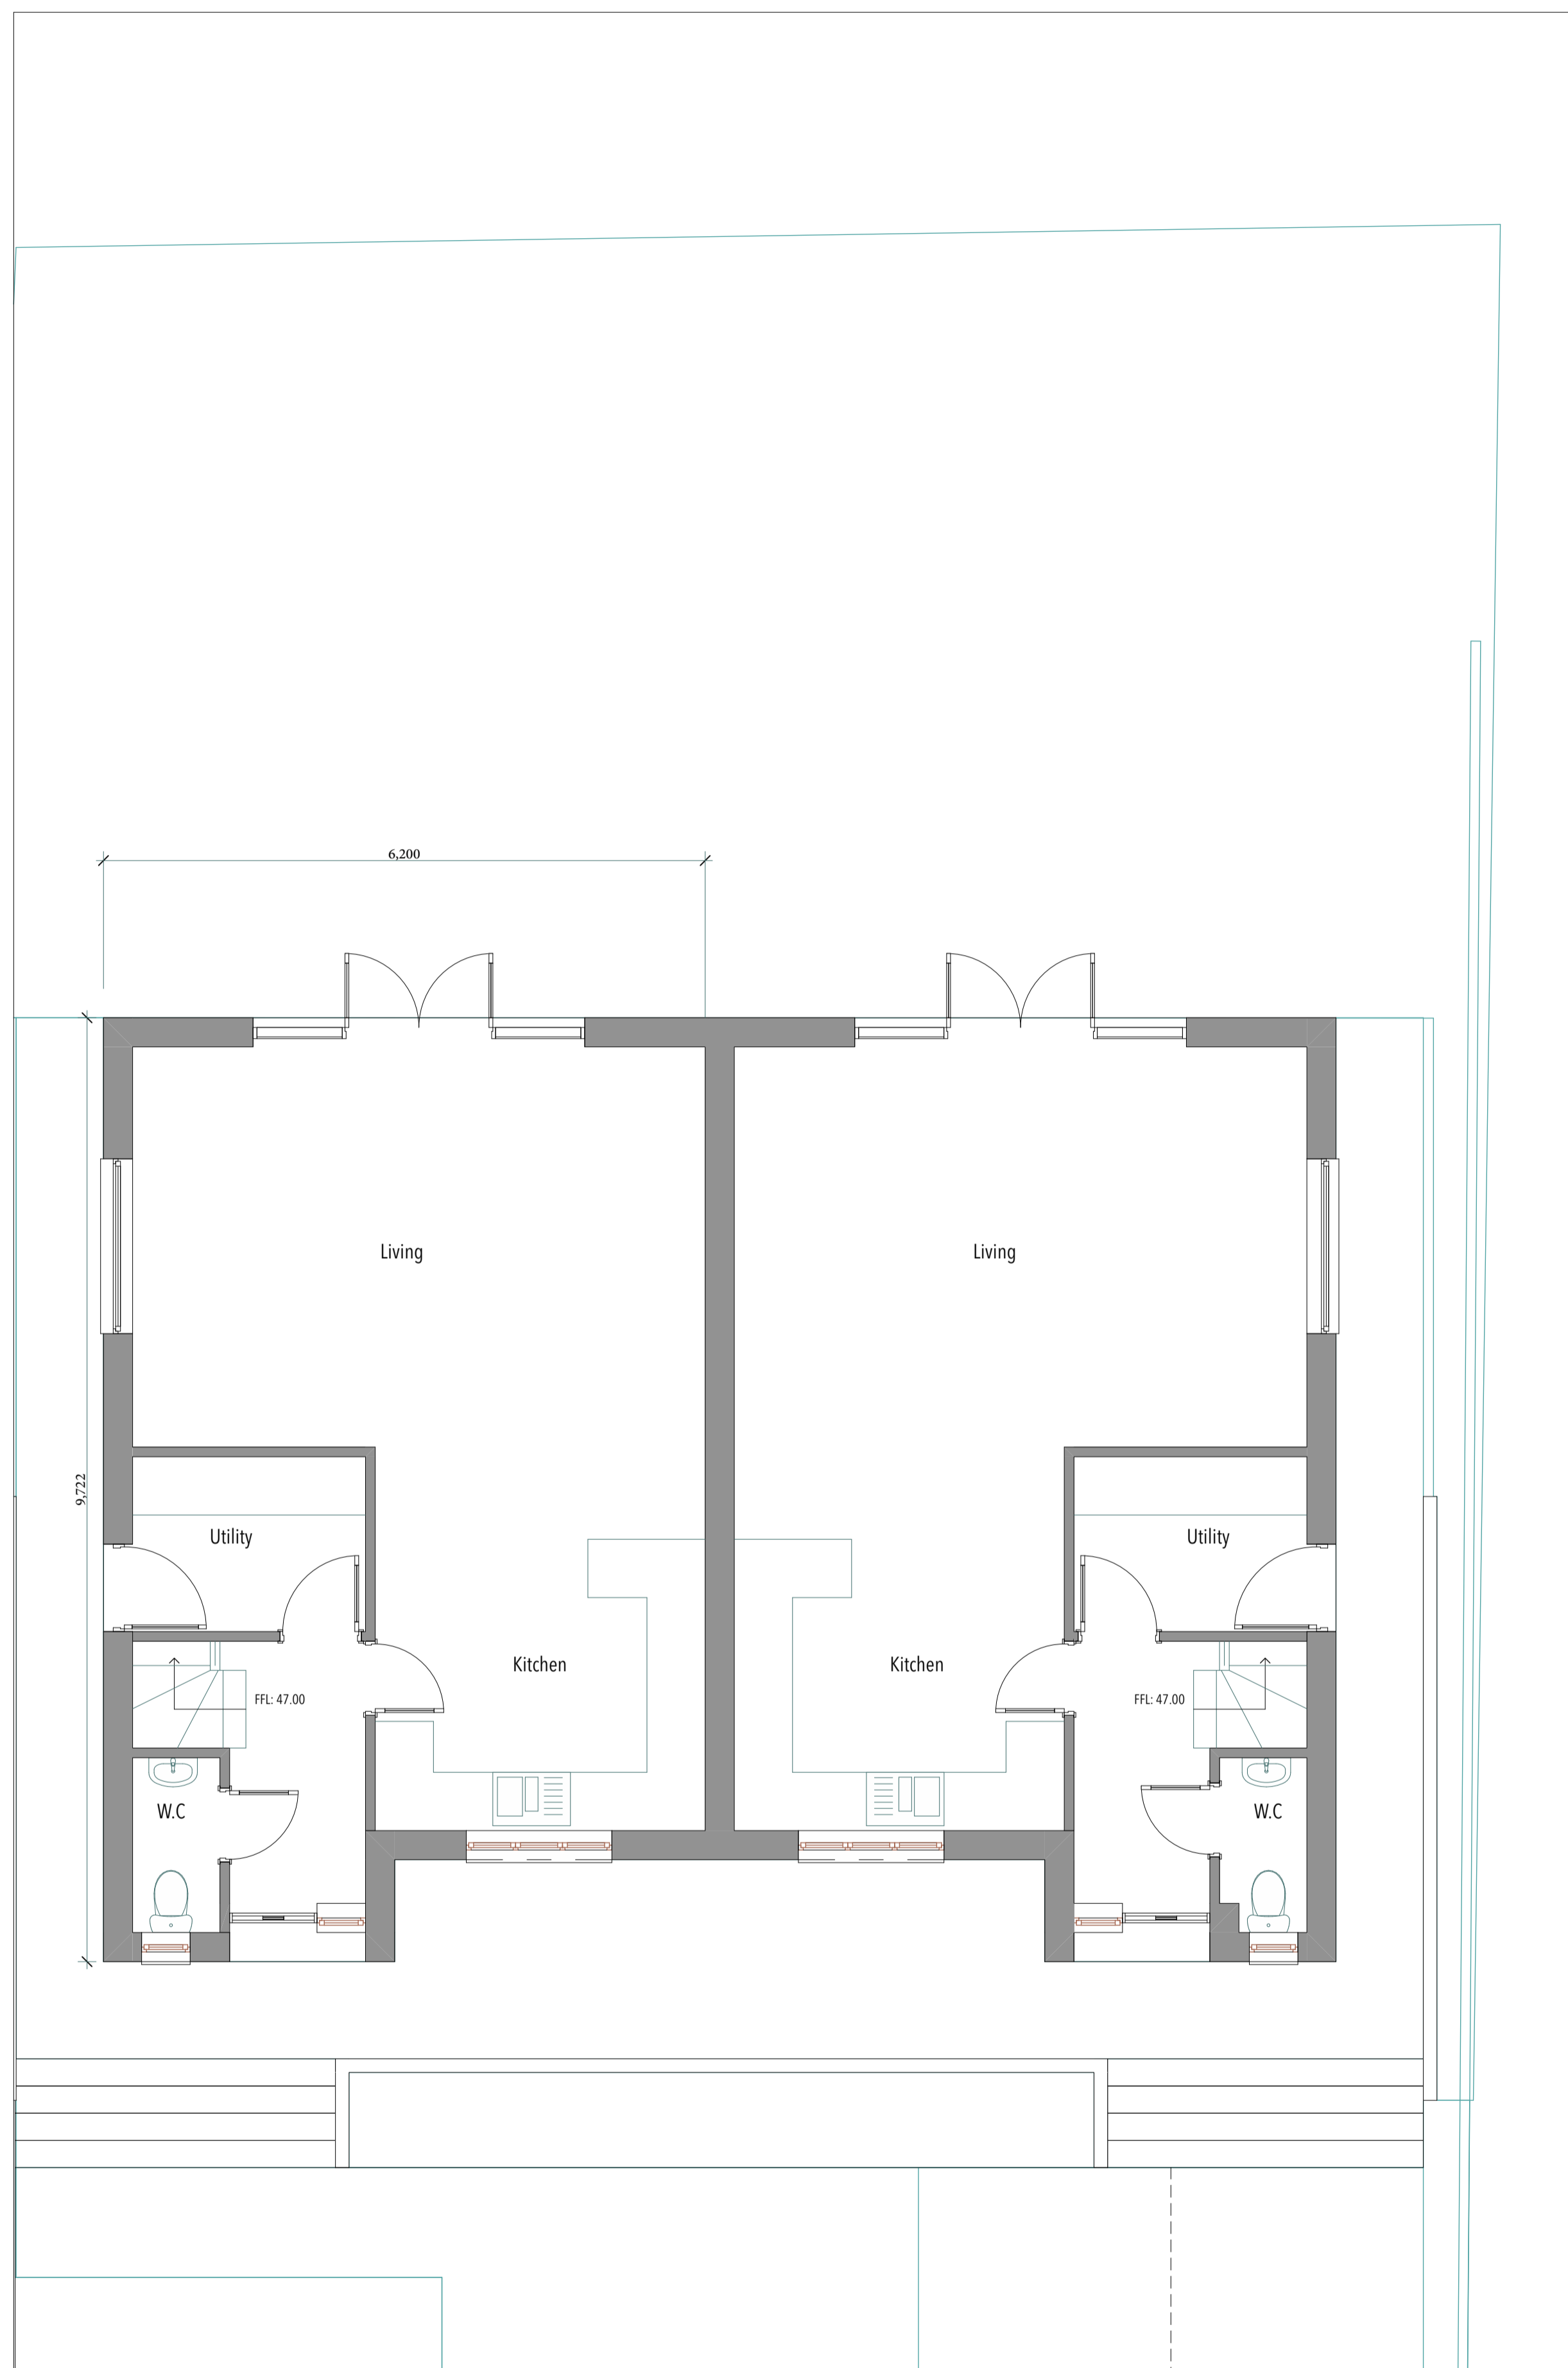 6,200
Living
Living
9,722
Utility
Utility
Kitchen
Kitchen
FFL: 47.00
FFL: 47.00
W.C
W.C